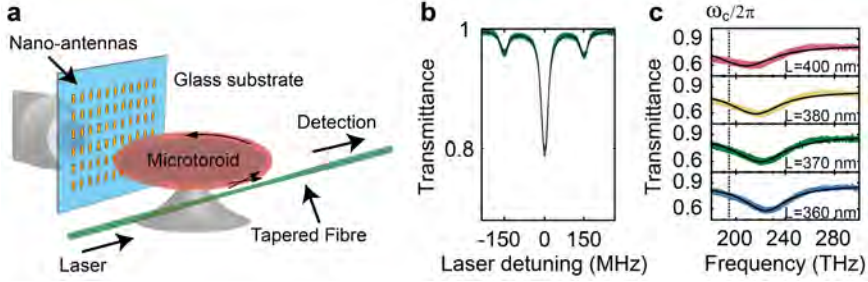 a
Nano-antennas
Glass substrate
Detection
Microtoroid
Tapered Fibre
Laser
b
Transmittance
1
0.8
-150
0
150
Laser detuning (MHz)
c
ω_c/2π
Transmittance
0.9
0.6
L=400 nm
0.9
0.6
L=380 nm
0.9
0.6
L=370 nm
0.9
0.6
L=360 nm
200
240
300
Frequency (THz)